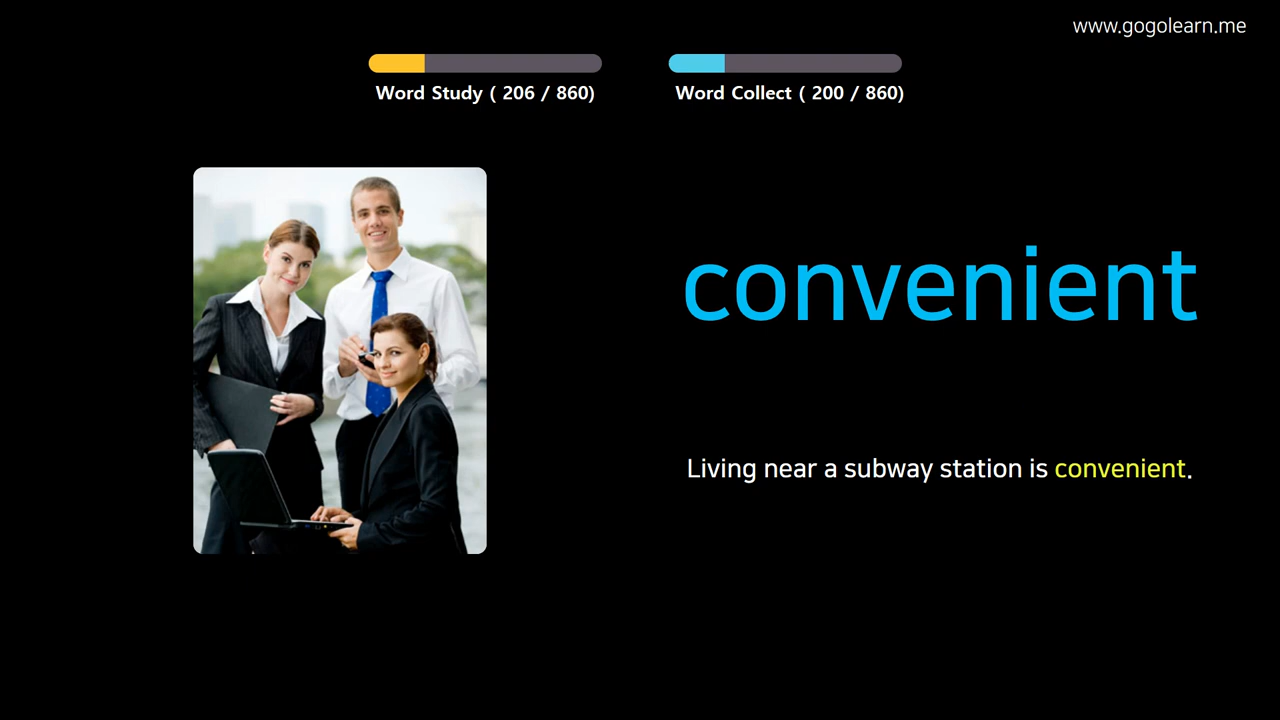 www.gogolearn.me
Word Study ( 206 / 860)
Word Collect ( 200 / 860)
convenient
Living near a subway station is convenient.